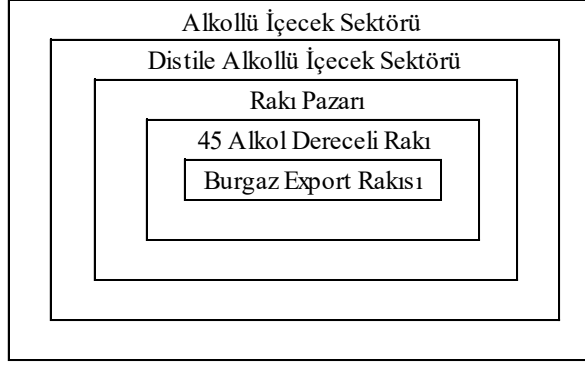 Alkollü İçecek Sektörü
Distile Alkollü İçecek Sektörü
Rakı Pazarı
45 Alkol Dereceli Rakı
Burgaz Export Rakısı